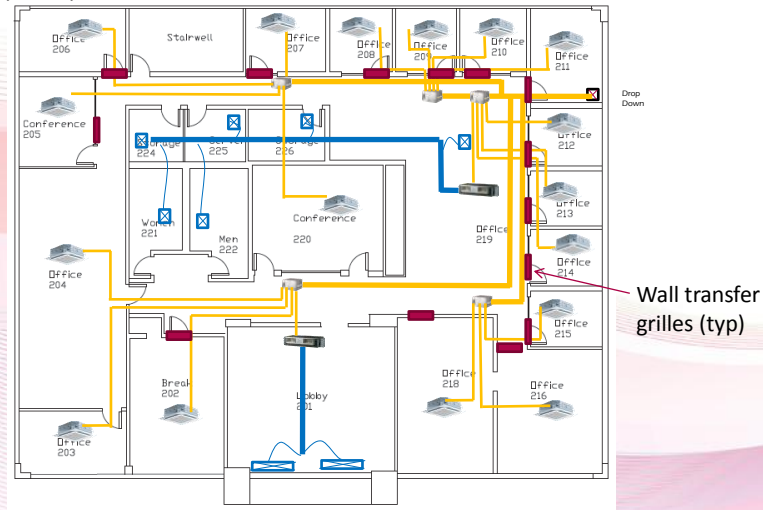 Office
206
Stairwell
Office
207
Office
208
Office
209
Office
210
Office
211
Drop
Down
Conference
205
Storage
224
Server
225
Storage
226
Office
212
Office
213
Women
221
Men
222
Conference
220
Office
219
Office
214
Office
204
Wall transfer
grilles (typ)
Office
215
Break
202
Lobby
201
Office
218
Office
216
Office
203